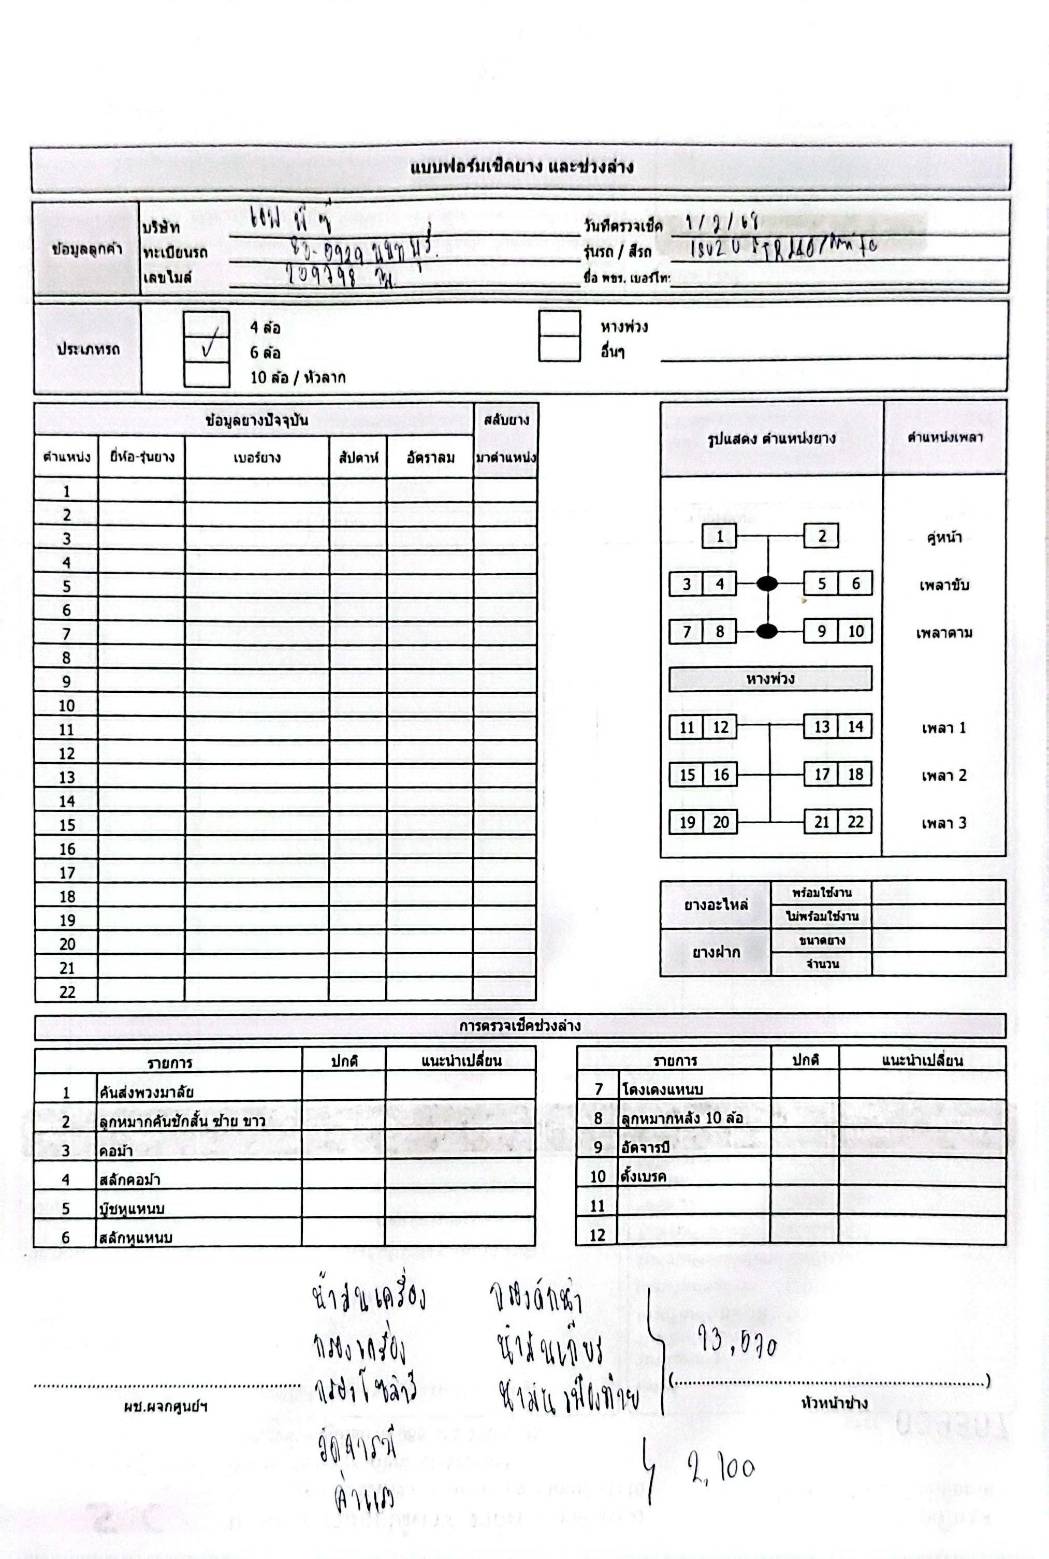 แบบฟอร์มเช็คยาง และช่วงล่าง
ข้อมูลลูกค้า
บริษัท เอฟ พี ซี
ทะเบียนรถ 83-0929 นนทบุรี
เลขไมล์ 209798
วันที่ตรวจเช็ค 1/2/68
รุ่นรถ / สีรถ ISUZU
ชื่อ พขร. เบอร์โทร
ประเภทรถ
4 ล้อ
6 ล้อ
10 ล้อ / หัวลาก
หางพ่วง
อื่นๆ
ข้อมูลยางปัจจุบัน สลับยาง
ตำแหน่ง ยี่ห้อ-รุ่นยาง เบอร์ยาง สัปดาห์ อัตราลม มาตำแหน่ง
1
2
3
4
5
6
7
8
9
10
11
12
13
14
15
16
17
18
19
20
21
22
รูปแสดง ตำแหน่งยาง ตำแหน่งเพลา
1 2 คู่หน้า
3 4 5 6 เพลาขับ
7 8 9 10 เพลาตาม
หางพ่วง
11 12 13 14 เพลา 1
15 16 17 18 เพลา 2
19 20 21 22 เพลา 3
ยางอะไหล่ พร้อมใช้งาน
ไม่พร้อมใช้งาน
ยางฝาก ขนาดยาง
จำนวน
การตรวจเช็คช่วงล่าง
รายการ ปกติ แนะนำเปลี่ยน
1 คันส่งพวงมาลัย
2 ลูกหมากคันชักสั้น ซ้าย ขาว
3 คอม้า
4 สลักคอม้า
5 บู๊ชหูแหนบ
6 สลักหูแหนบ
รายการ ปกติ แนะนำเปลี่ยน
7 โตงเตงแหนบ
8 ลูกหมากหลัง 10 ล้อ
9 อัดจารบี
10 ตั้งเบรค
11
12
น้ำมันเครื่อง กรองดักน้ำ
กรองเครื่อง น้ำมันเกียร์ 13,570
กรองโซล่า น้ำมันเฟืองท้าย
ผช.ผจกศูนย์ฯ
(....................) 
หัวหน้าช่าง
อัดจารบี
ค่าแรง 2,100